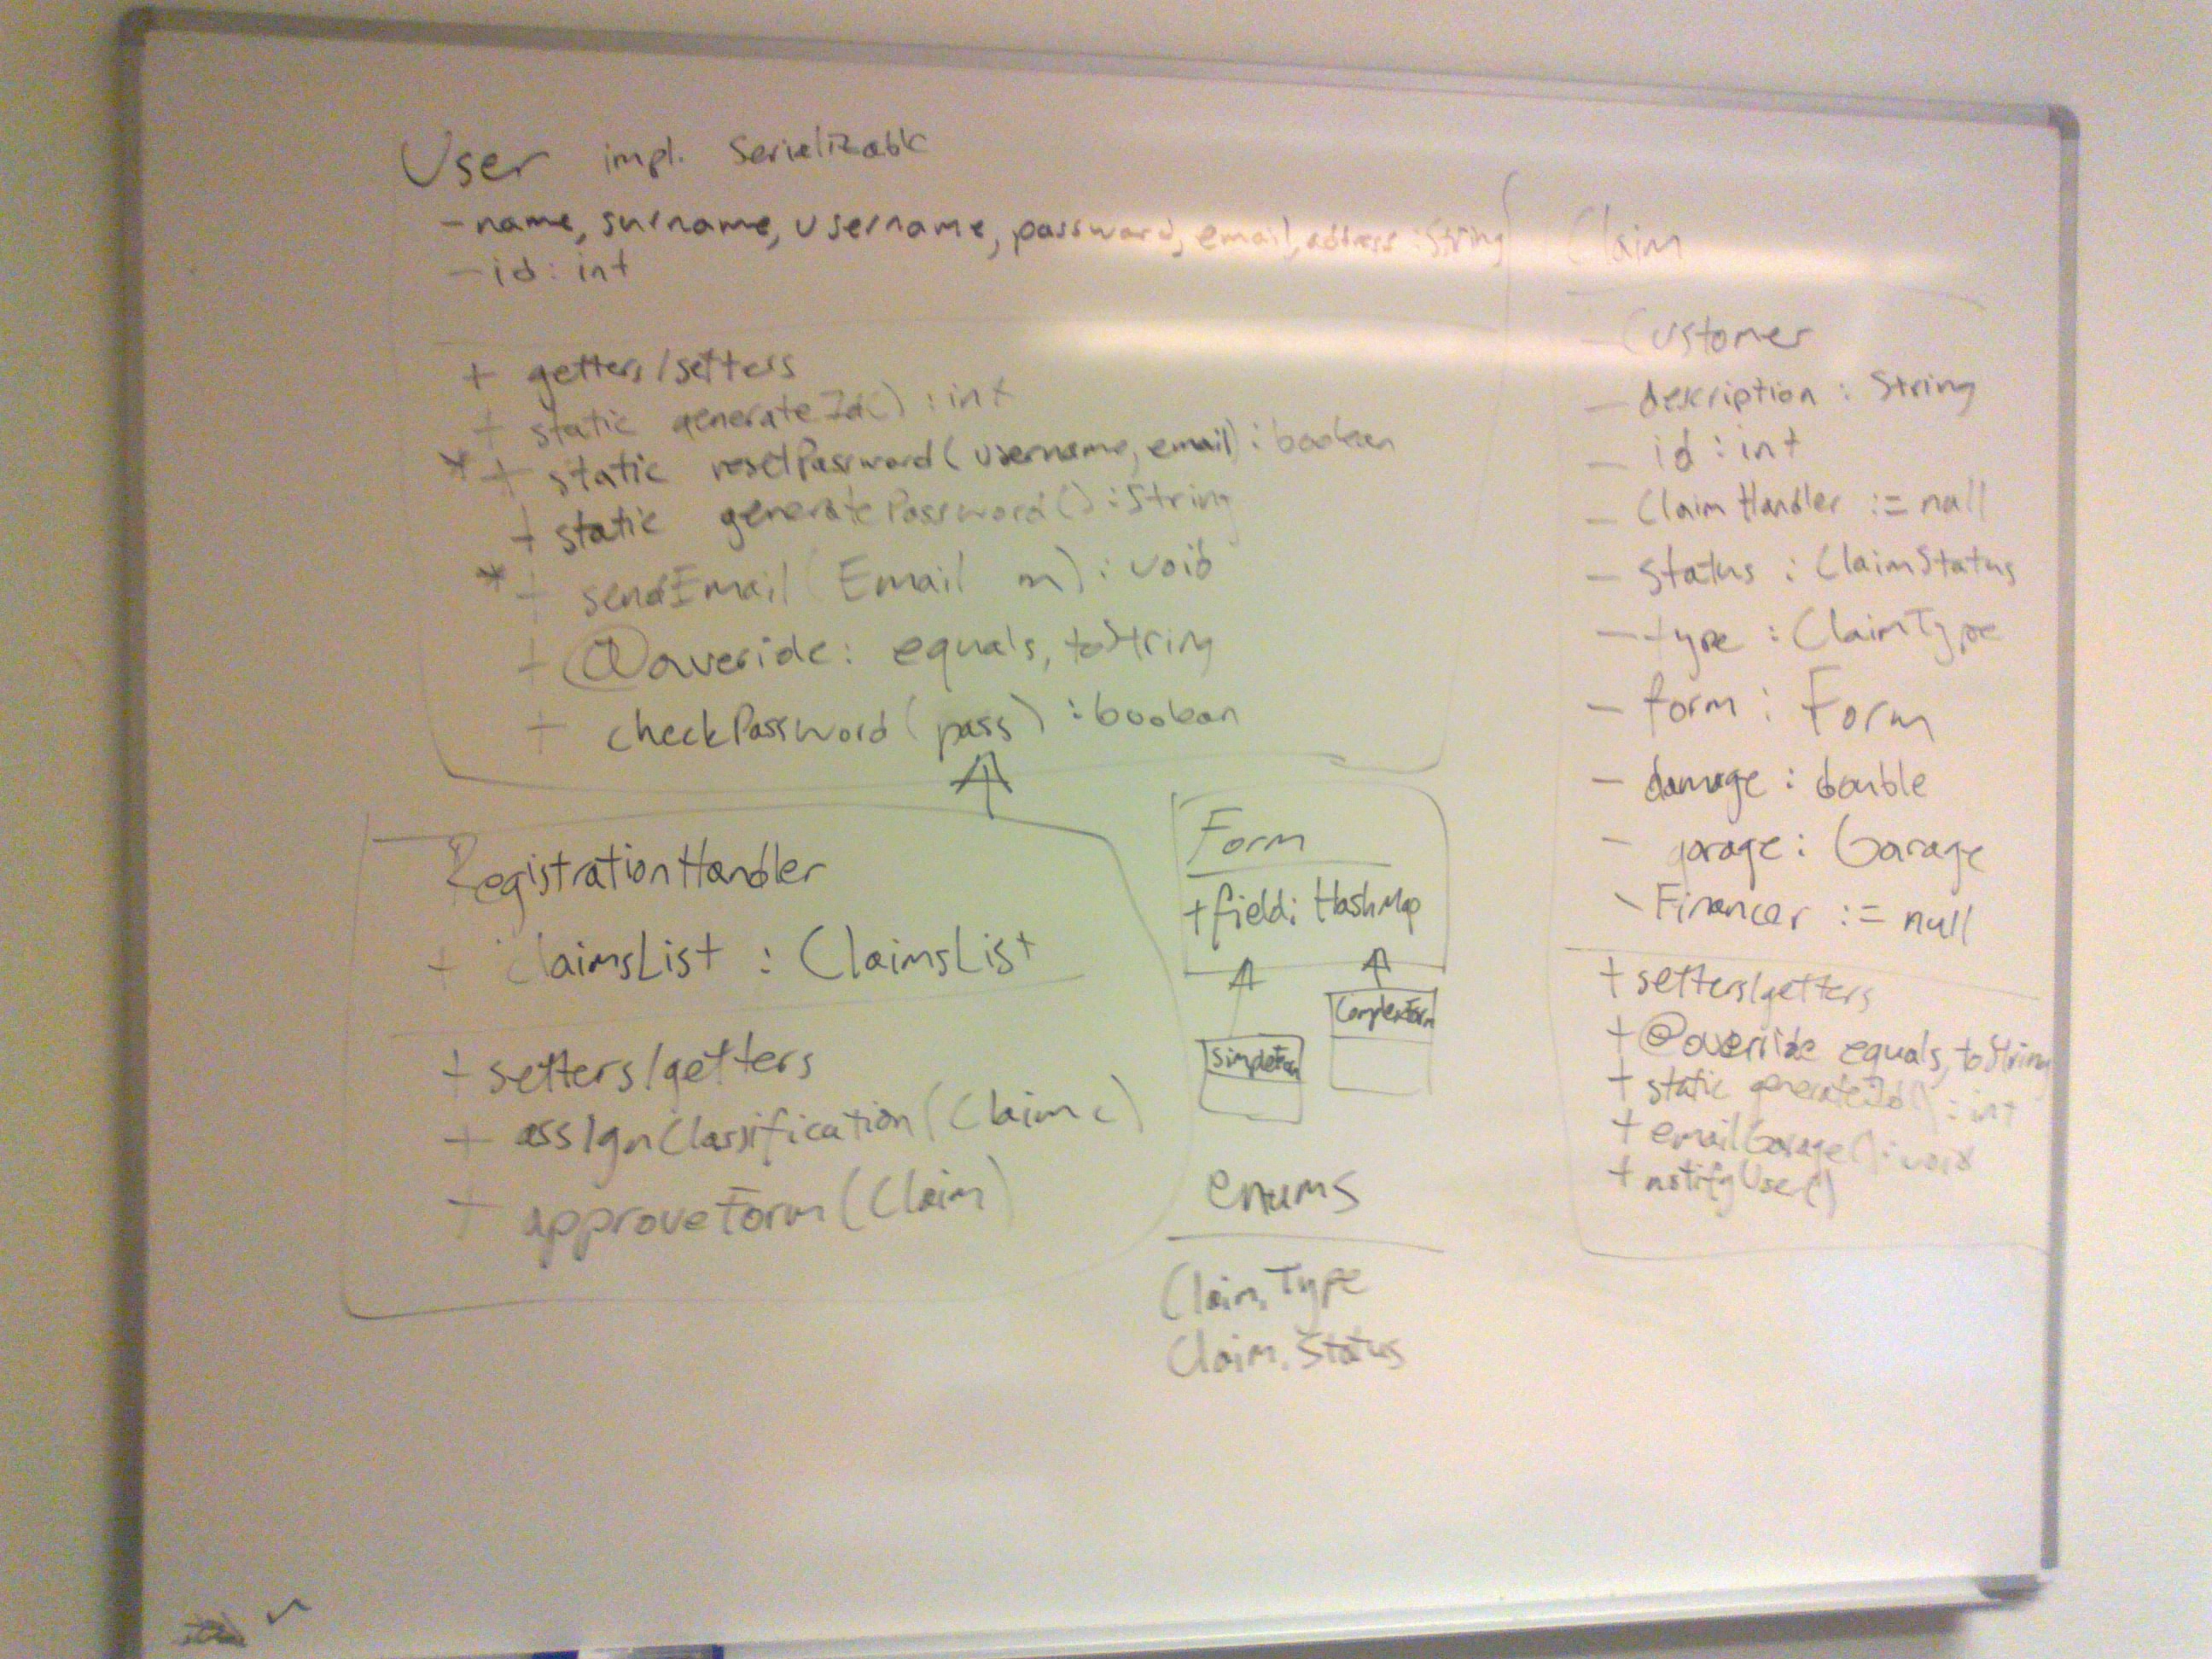 User impl. Serializable
- name, surname, username, password, email, address : String
- id : int
+ getters/setters
+ static generateId() : int
* + static resetPassword(username, email) : boolean
+ static generatePassword() : String
* + sendEmail(Email m) : void
+ @overide: equals, toString
+ checkPassword(pass) : boolean
RegistrationHandler
+ claimsList : ClaimsList
+ setters/getters
+ assignClassification(Claim c)
+ approveForm(Claim)
Form
+ field: HashMap
SimpleForm
ComplexForm
enums
Claim.Type
Claim.Status
Claim
- Customer
- description : String
- id : int
- ClaimHandler := null
- status : ClaimStatus
- type : ClaimType
- form : Form
- damage : double
- garage : Garage
- Financer := null
+ setters/getters
+ @override equals, toString
+ static generateId() : int
+ emailGarage() : void
+ notifyUser()